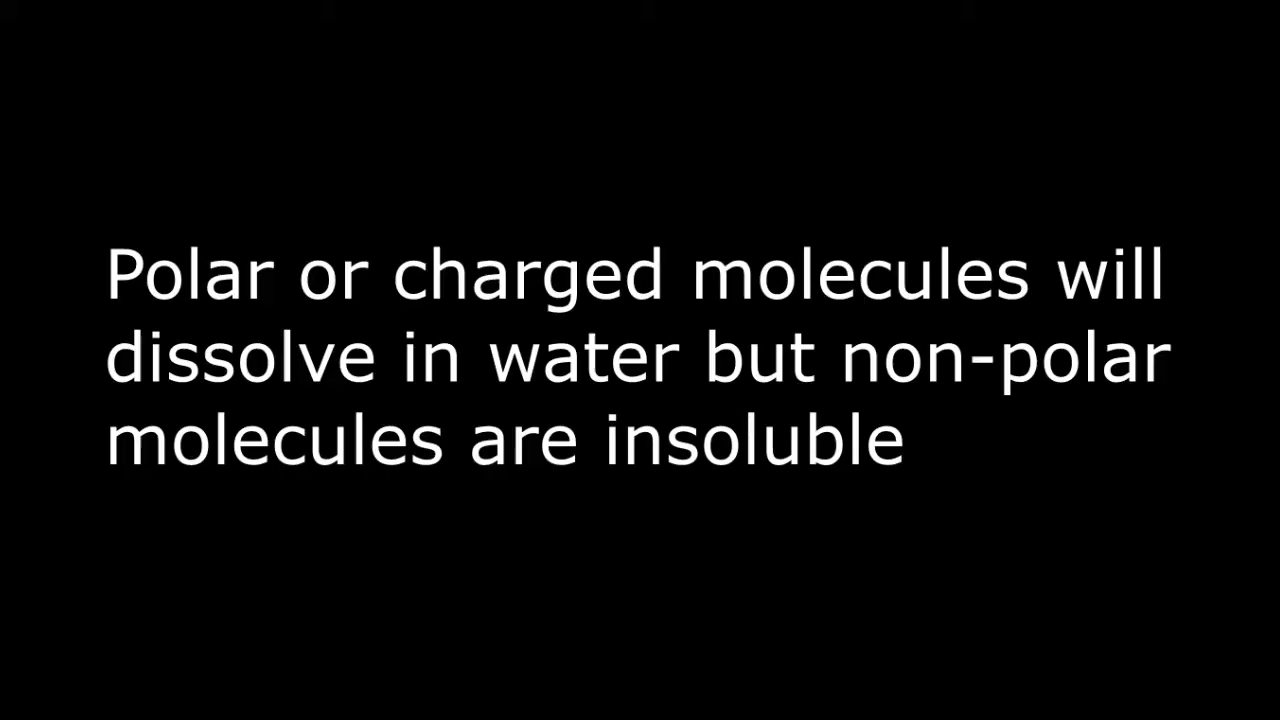 Polar or charged molecules will
dissolve in water but non-polar
molecules are insoluble